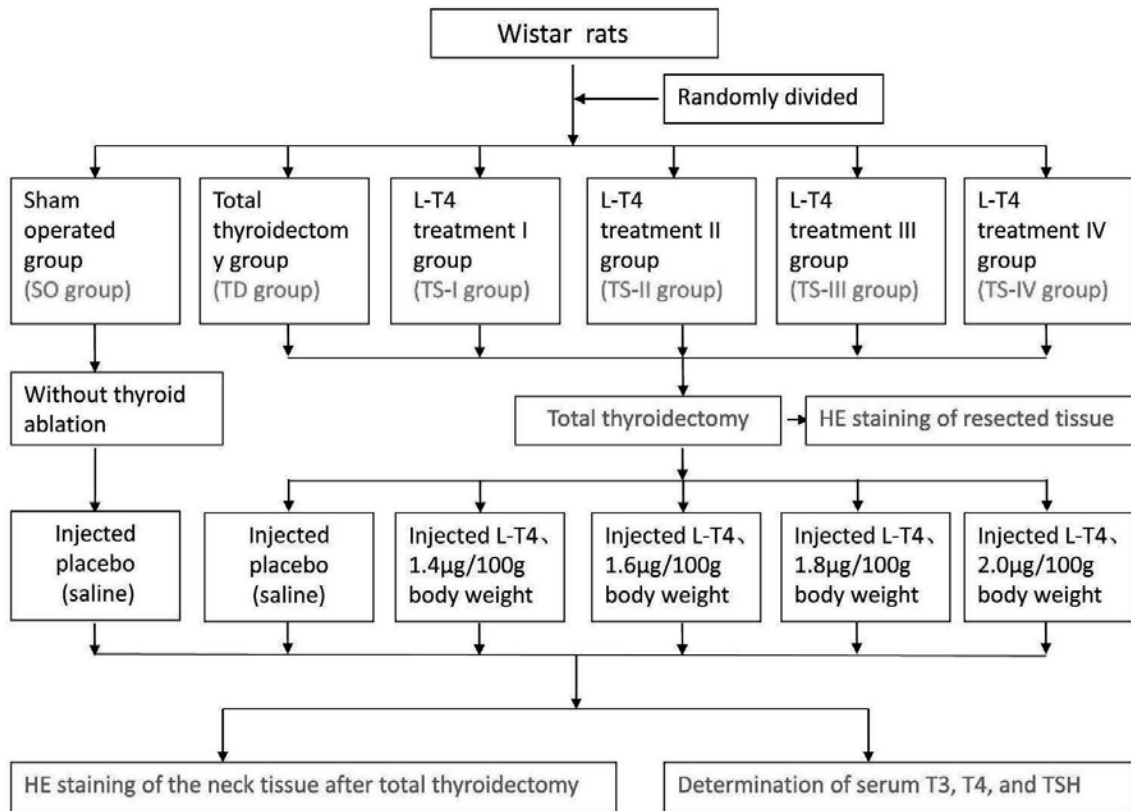 Wistar rats
Randomly divided
Sham
operated
group
(SO group)
Total
thyroidectom
y group
(TD group)
L-T4
treatment I
group
(TS-I group)
L-T4
treatment II
group
(TS-II group)
L-T4
treatment III
group
(TS-III group)
L-T4
treatment IV
group
(TS-IV group)
Without thyroid
ablation
Total thyroidectomy
HE staining of resected tissue
Injected
placebo
(saline)
Injected
placebo
(saline)
Injected L-T4、
1.4µg/100g
body weight
Injected L-T4、
1.6µg/100g
body weight
Injected L-T4、
1.8µg/100g
body weight
Injected L-T4、
2.0µg/100g
body weight
HE staining of the neck tissue after total thyroidectomy
Determination of serum T3, T4, and TSH